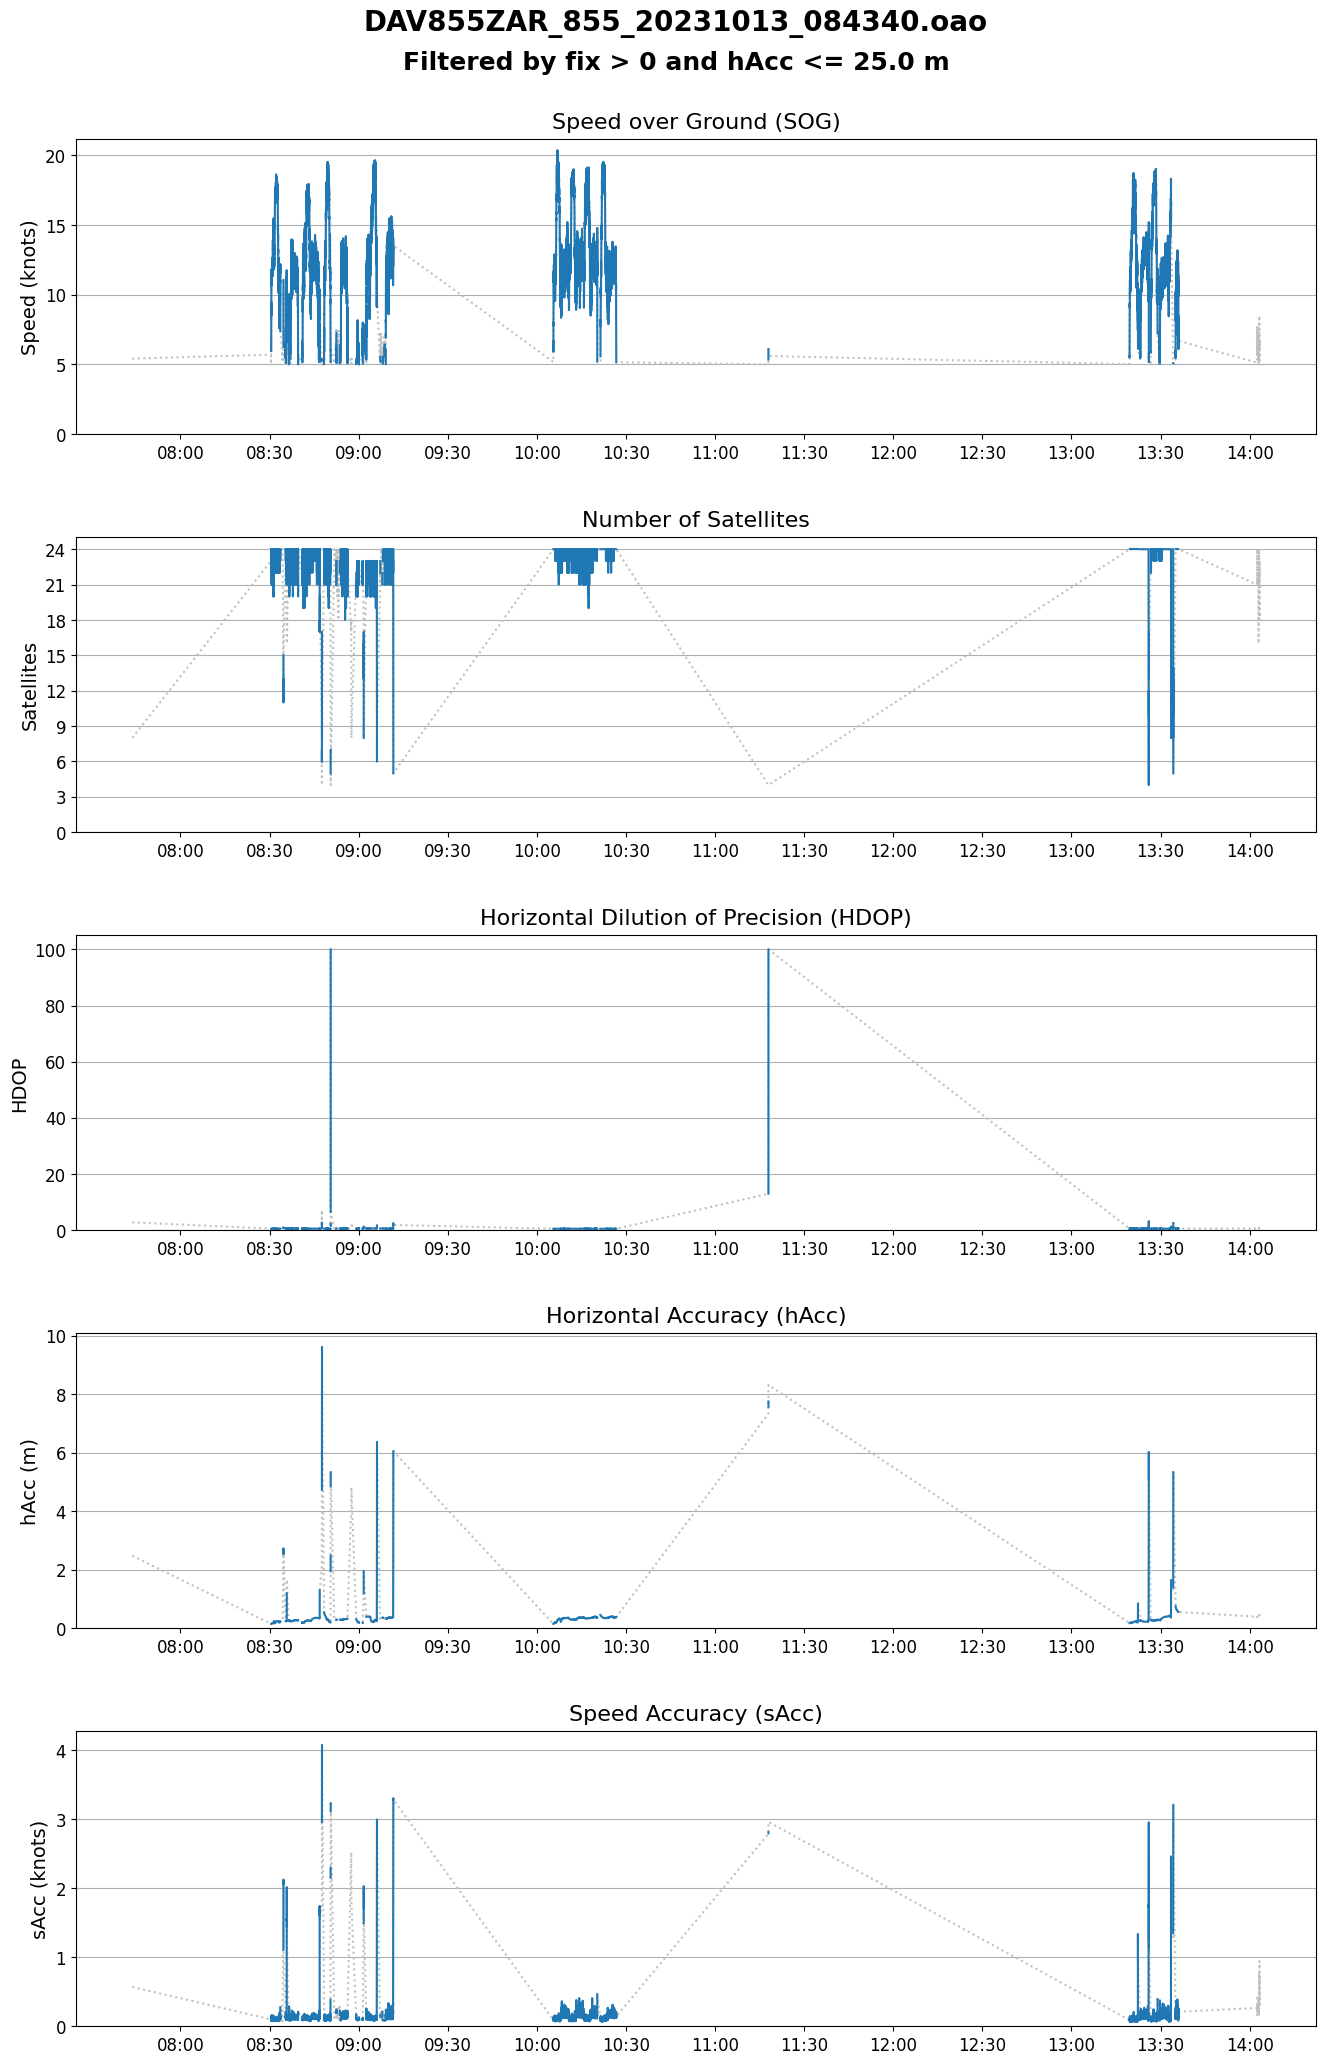 DAV855ZAR_855_20231013_084340.oao
Filtered by fix > 0 and hAcc <= 25.0 m
Speed over Ground (SOG)
Speed (knots)
20
15
10
5
0
08:00 08:30 09:00 09:30 10:00 10:30 11:00 11:30 12:00 12:30 13:00 13:30 14:00
Number of Satellites
Satellites
24
21
18
15
12
9
6
3
0
08:00 08:30 09:00 09:30 10:00 10:30 11:00 11:30 12:00 12:30 13:00 13:30 14:00
Horizontal Dilution of Precision (HDOP)
HDOP
100
80
60
40
20
0
08:00 08:30 09:00 09:30 10:00 10:30 11:00 11:30 12:00 12:30 13:00 13:30 14:00
Horizontal Accuracy (hAcc)
hAcc (m)
10
8
6
4
2
0
08:00 08:30 09:00 09:30 10:00 10:30 11:00 11:30 12:00 12:30 13:00 13:30 14:00
Speed Accuracy (sAcc)
sAcc (knots)
4
3
2
1
0
08:00 08:30 09:00 09:30 10:00 10:30 11:00 11:30 12:00 12:30 13:00 13:30 14:00